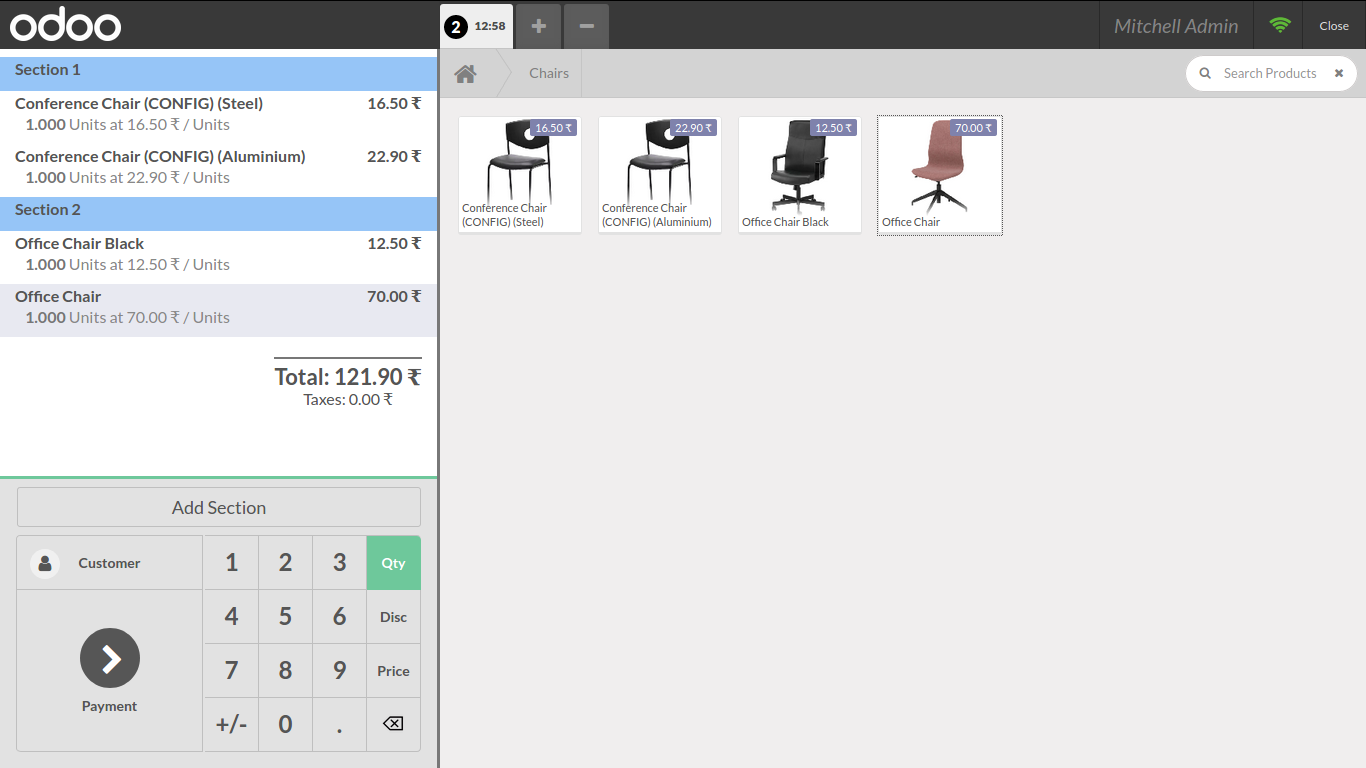 odoo
2 12:58 + −
Mitchell Admin
Close
Section 1
Conference Chair (CONFIG) (Steel) 16.50 ₹
1.000 Units at 16.50 ₹ / Units
Conference Chair (CONFIG) (Aluminium) 22.90 ₹
1.000 Units at 22.90 ₹ / Units
Section 2
Office Chair Black 12.50 ₹
1.000 Units at 12.50 ₹ / Units
Office Chair 70.00 ₹
1.000 Units at 70.00 ₹ / Units
Total: 121.90 ₹
Taxes: 0.00 ₹
Add Section
Customer
Payment
1 2 3 Qty
4 5 6 Disc
7 8 9 Price
+/- 0 .
Chairs
Search Products
16.50 ₹
Conference Chair
(CONFIG) (Steel)
22.90 ₹
Conference Chair
(CONFIG) (Aluminium)
12.50 ₹
Office Chair Black
70.00 ₹
Office Chair